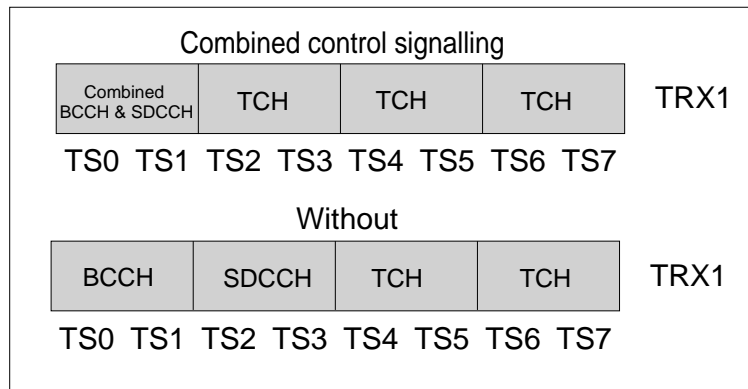 Combined control signalling
Combined
BCCH & SDCCH TCH TCH TCH TRX1
TS0 TS1 TS2 TS3 TS4 TS5 TS6 TS7
Without
BCCH SDCCH TCH TCH TRX1
TS0 TS1 TS2 TS3 TS4 TS5 TS6 TS7